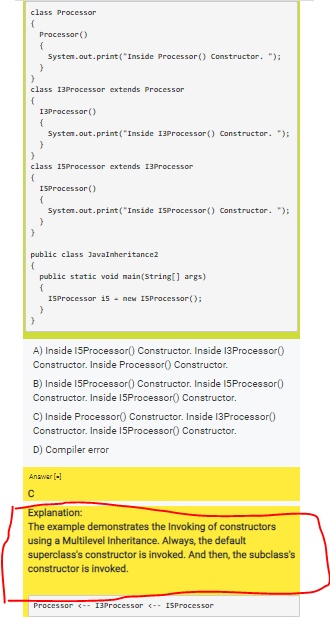 class Processor
{
Processor()
{
System.out.print("Inside Processor() Constructor. ");
}
}
class I3Processor extends Processor
{
I3Processor()
{
System.out.print("Inside I3Processor() Constructor. ");
}
}
class I5Processor extends I3Processor
{
I5Processor()
{
System.out.print("Inside I5Processor() Constructor. ");
}
}
public class JavaInheritance2
{
public static void main(String[] args)
{
I5Processor i5 = new I5Processor();
}
}
A) Inside I5Processor() Constructor. Inside I3Processor()
Constructor. Inside Processor() Constructor.
B) Inside I5Processor() Constructor. Inside I5Processor()
Constructor. Inside I5Processor() Constructor.
C) Inside Processor() Constructor. Inside I3Processor()
Constructor. Inside I5Processor() Constructor.
D) Compiler error
Answer [=]
C
Explanation:
The example demonstrates the Invoking of constructors
using a Multilevel Inheritance. Always, the default
superclass's constructor is invoked. And then, the subclass's
constructor is invoked.
Processor <-- I3Processor <-- I5Processor